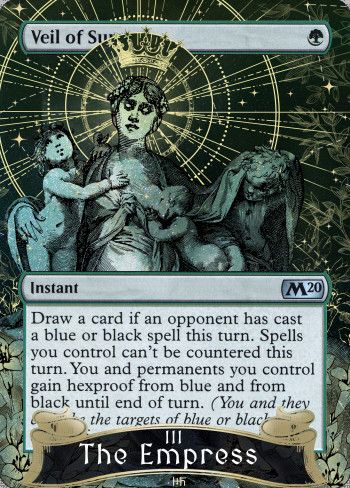 Veil of
Instant
M20
Draw a card if an opponent has cast
a blue or black spell this turn. Spells
you control can't be countered this
turn. You and permanents you control
gain hexproof from blue and from
black until end of turn. (You and they
the targets of blue or black
III
The Empress